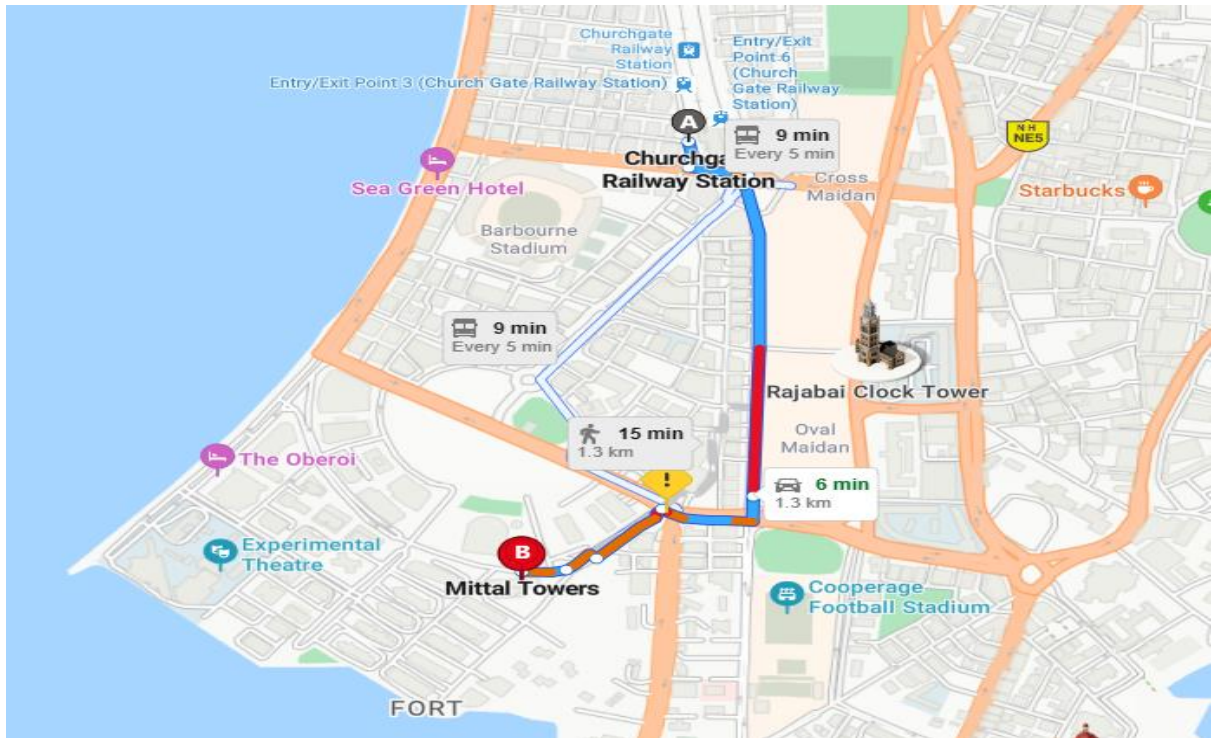 Churchgate
Railway
Station
Entry/Exit
Point 6
(Church
Gate Railway
Station)
Entry/Exit Point 3 (Church Gate Railway Station)
A
9 min
Every 5 min
N H
NE5
Railway Station
Cross
Maidan
Sea Green Hotel
Starbucks
Barbourne
Stadium
9 min
Every 5 min
Rajabai Clock Tower
15 min
1.3 km
Oval
Maidan
The Oberoi
!
6 min
1.3 km
Experimental
Theatre
B
Mittal Towers
Cooperage
Football Stadium
FORT